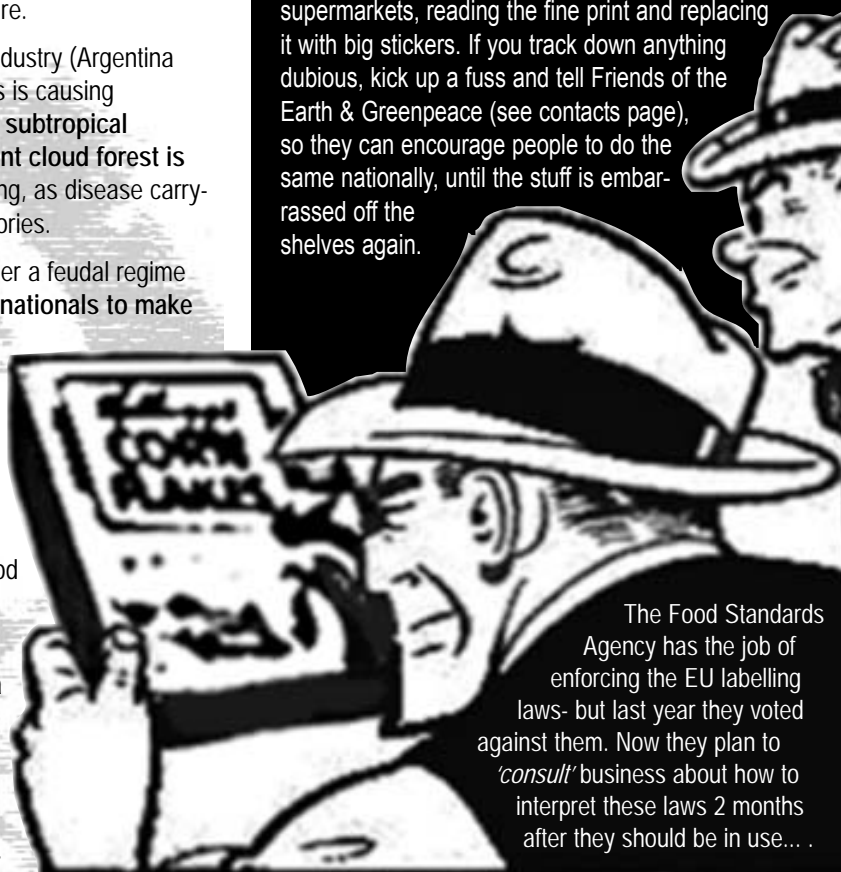 re.
dustry (Argentina
s is causing
subtropical
nt cloud forest is
ng, as disease carry-
ories.
er a feudal regime
nationals to make
od
supermarkets, reading the fine print and replacing
it with big stickers. If you track down anything
dubious, kick up a fuss and tell Friends of the
Earth & Greenpeace (see contacts page),
so they can encourage people to do the
same nationally, until the stuff is embar-
rassed off the
shelves again.
CORN
FLAKES
The Food Standards
Agency has the job of
enforcing the EU labelling
laws- but last year they voted
against them. Now they plan to
'consult' business about how to
interpret these laws 2 months
after they should be in use... .